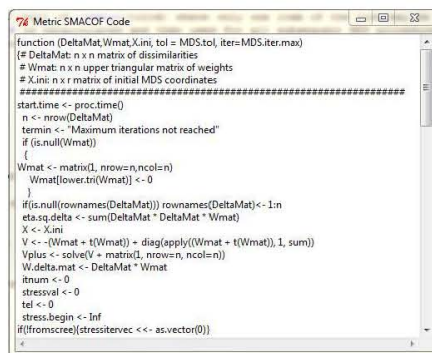 Metric SMACOF Code
function (DeltaMat,Wmat,X.ini, tol = MDS.tol, iter=MDS.iter.max)
{# DeltaMat: n x n matrix of dissimilarities
# Wmat: n x n upper triangular matrix of weights
# X.ini: n x r matrix of initial MDS coordinates
################################################################
start.time <- proc.time()
n <- nrow(DeltaMat)
termin <- "Maximum iterations not reached"
if (is.null(Wmat))
{
Wmat <- matrix(1, nrow=n,ncol=n)
Wmat[lower.tri(Wmat)] <- 0
}
if(is.null(rownames(DeltaMat))) rownames(DeltaMat)<- 1:n
eta.sq.delta <- sum(DeltaMat * DeltaMat * Wmat)
X <- X.ini
V <- -(Wmat + t(Wmat)) + diag(apply((Wmat + t(Wmat)), 1, sum))
Vplus <- solve(V + matrix(1, nrow=n, ncol=n))
W.delta.mat <- DeltaMat * Wmat
itnum <- 0
stressval <- 0
tel <- 0
stress.begin <- Inf
if(!fromscree){stressitervec <<- as.vector(0)}